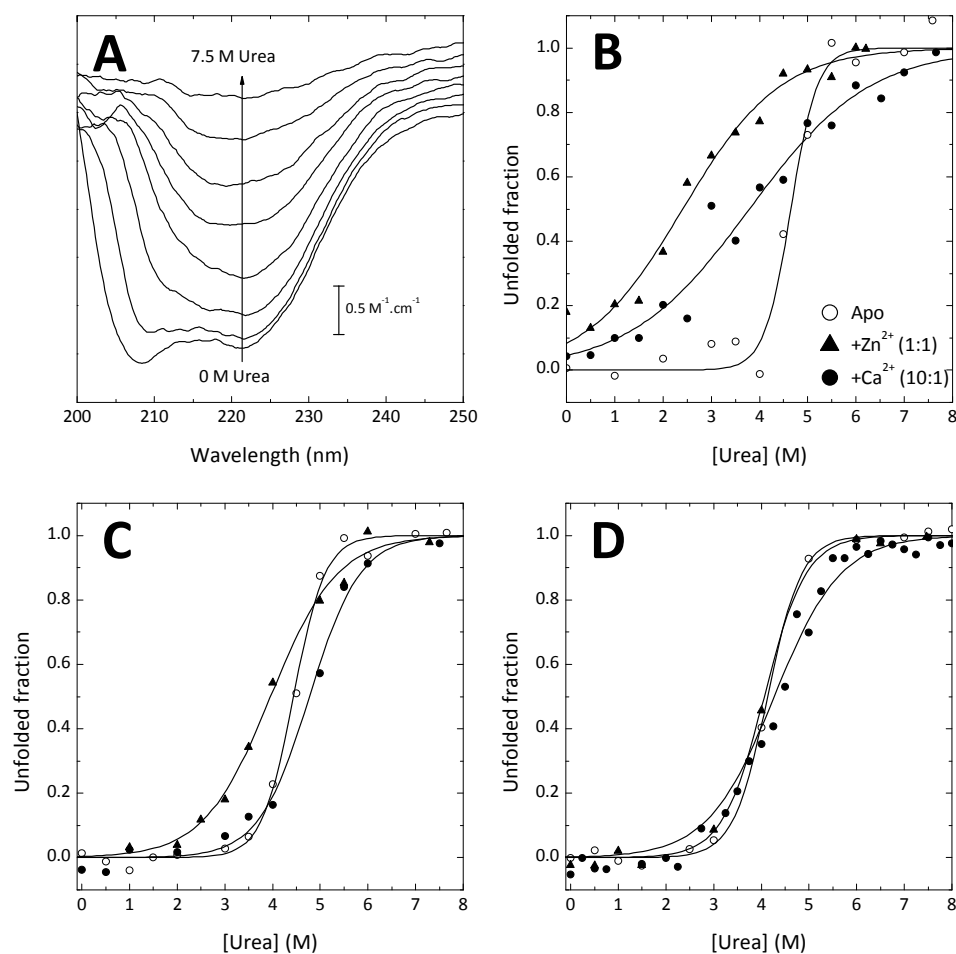 A
7.5 M Urea
0.5 M⁻¹.cm⁻¹
0 M Urea
200 210 220 230 240 250
Wavelength (nm)
B
1.0
0.8
0.6
0.4
0.2
0.0
Unfolded fraction
Apo
+Zn²⁺ (1:1)
+Ca²⁺ (10:1)
0 1 2 3 4 5 6 7 8
[Urea] (M)
C
1.0
0.8
0.6
0.4
0.2
0.0
Unfolded fraction
0 1 2 3 4 5 6 7 8
[Urea] (M)
D
1.0
0.8
0.6
0.4
0.2
0.0
Unfolded fraction
0 1 2 3 4 5 6 7 8
[Urea] (M)